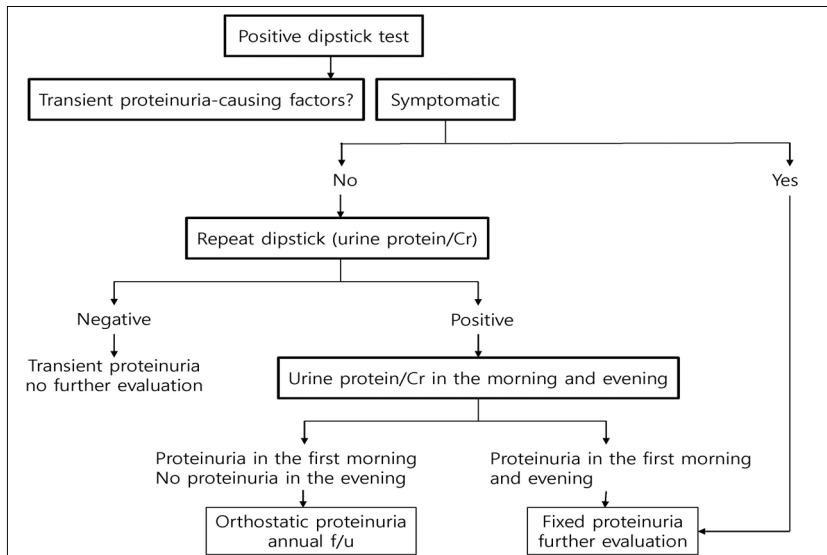 Positive dipstick test
Transient proteinuria-causing factors?
Symptomatic
No
Yes
Repeat dipstick (urine protein/Cr)
Negative
Positive
Transient proteinuria
no further evaluation
Urine protein/Cr in the morning and evening
Proteinuria in the first morning
No proteinuria in the evening
Proteinuria in the first morning
and evening
Orthostatic proteinuria
annual f/u
Fixed proteinuria
further evaluation